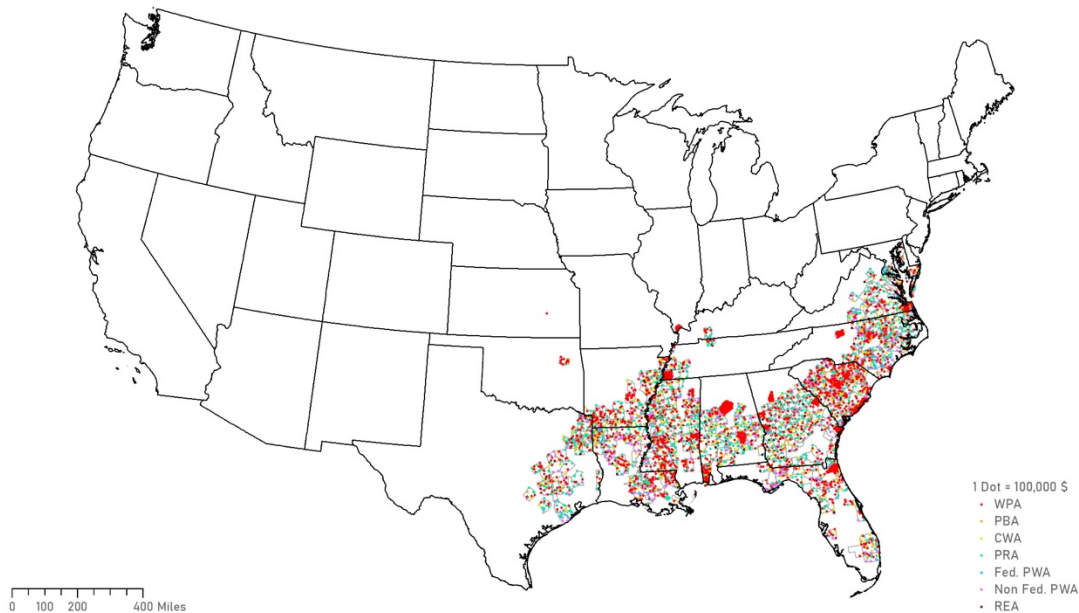 1 Dot = 100,000 $
WPA
PBA
CWA
PRA
Fed. PWA
Non Fed. PWA
REA
0 100 200 400 Miles